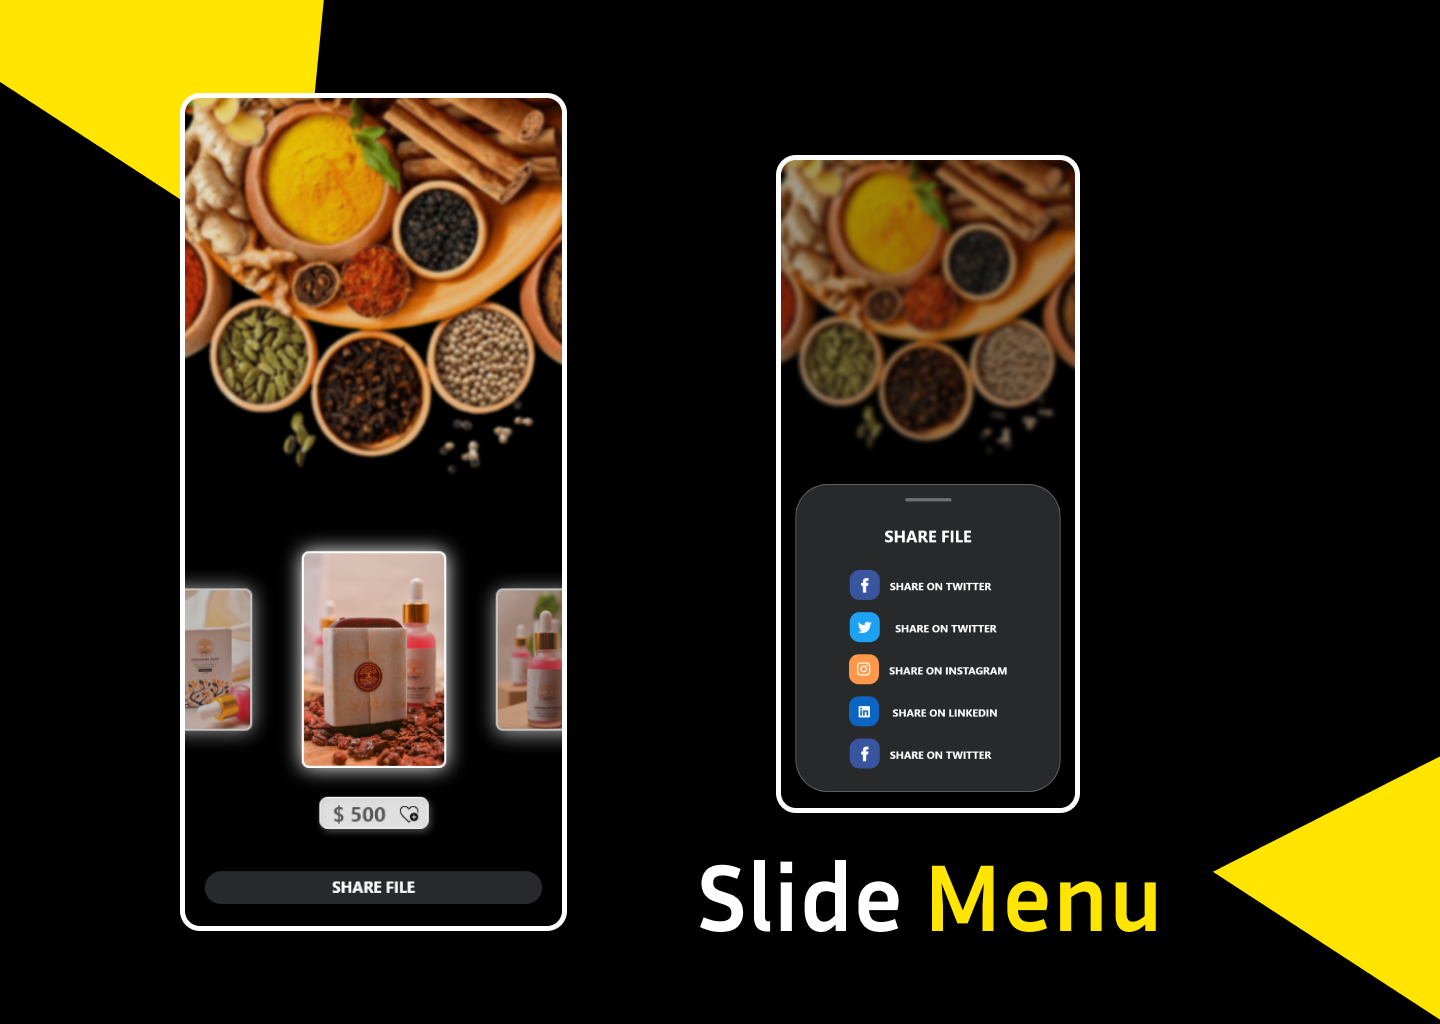 $ 500
SHARE FILE
SHARE FILE
SHARE ON TWITTER
SHARE ON TWITTER
SHARE ON INSTAGRAM
SHARE ON LINKEDIN
SHARE ON TWITTER
Slide Menu